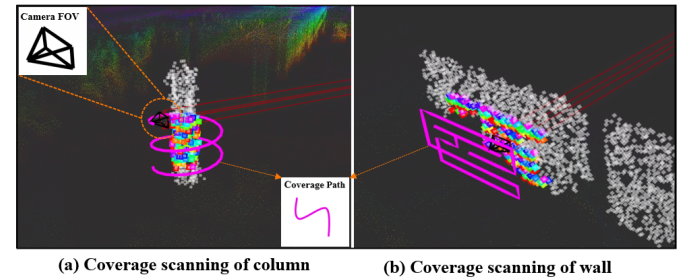 Camera FOV
(b)
Coverage Path
(a) Coverage scanning of column
(b) Coverage scanning of wall